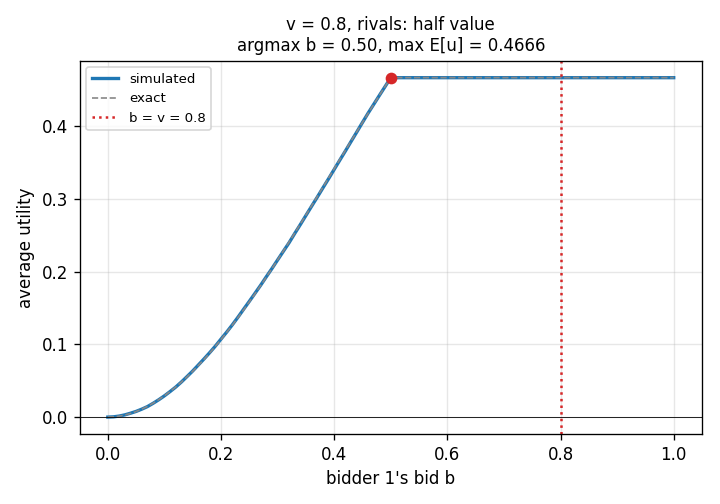 v = 0.8, rivals: half value
argmax b = 0.50, max E[u] = 0.4666
simulated
exact
b = v = 0.8
average utility
0.4
0.3
0.2
0.1
0.0
0.0 0.2 0.4 0.6 0.8 1.0
bidder 1's bid b